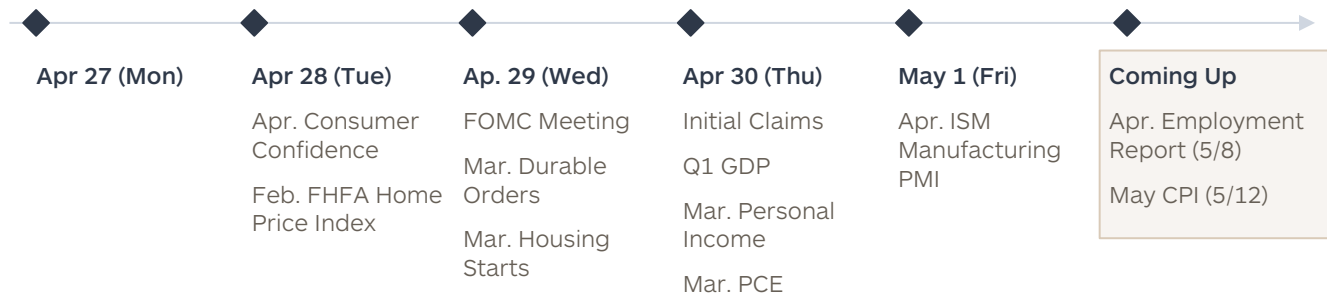 Apr 27 (Mon)
Apr 28 (Tue)
Apr. Consumer
Confidence
Feb. FHFA Home
Price Index
Ap. 29 (Wed)
FOMC Meeting
Mar. Durable
Orders
Mar. Housing
Starts
Apr 30 (Thu)
Initial Claims
Q1 GDP
Mar. Personal
Income
Mar. PCE
May 1 (Fri)
Apr. ISM
Manufacturing
PMI
Coming Up
Apr. Employment
Report (5/8)
May CPI (5/12)